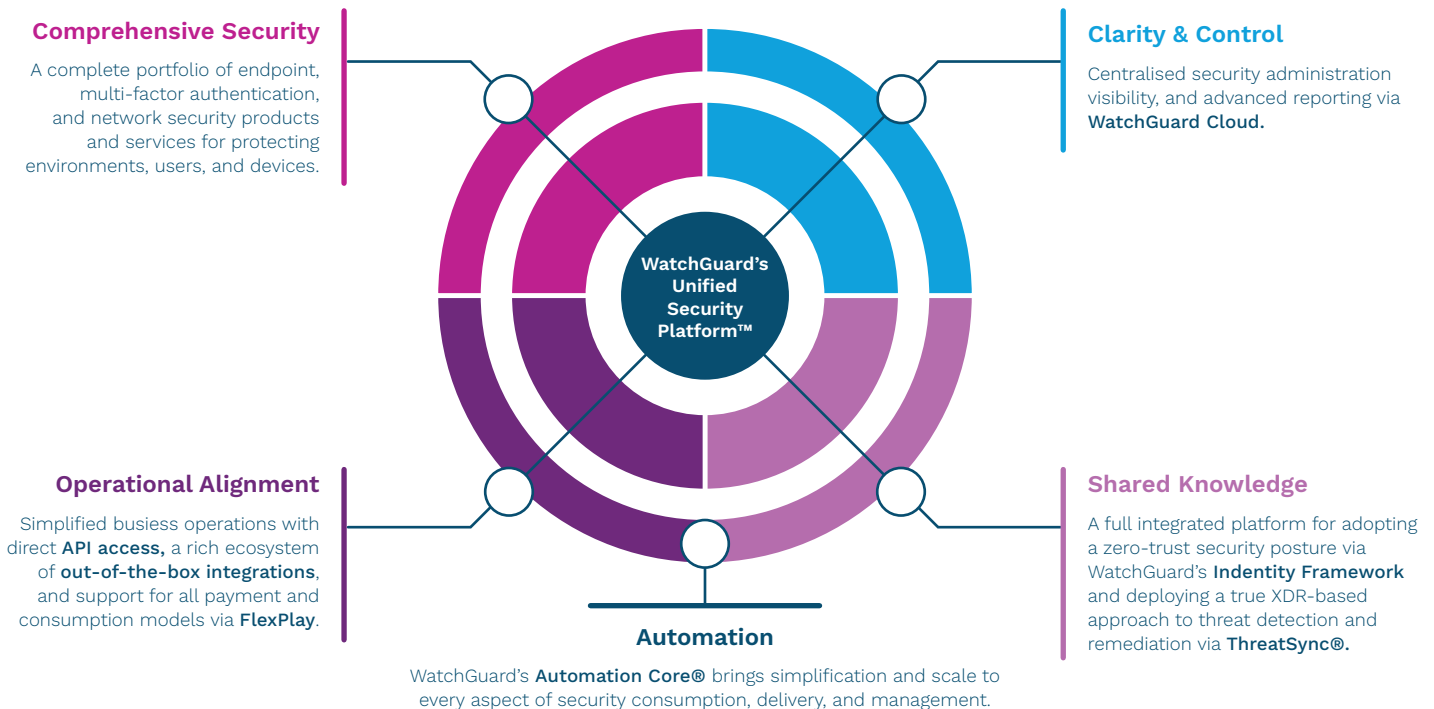 Comprehensive Security
A complete portfolio of endpoint,
multi-factor authentication,
and network security products
and services for protecting
environments, users, and devices.
Clarity & Control
Centralised security administration
visibility, and advanced reporting via
WatchGuard Cloud.
WatchGuard's
Unified
Security
Platform™
Operational Alignment
Simplified busiess operations with
direct API access, a rich ecosystem
of out-of-the-box integrations,
and support for all payment and
consumption models via FlexPlay.
Shared Knowledge
A full integrated platform for adopting
a zero-trust security posture via
WatchGuard's Indentity Framework
and deploying a true XDR-based
approach to threat detection and
remediation via ThreatSync®.
Automation
WatchGuard's Automation Core® brings simplification and scale to
every aspect of security consumption, delivery, and management.